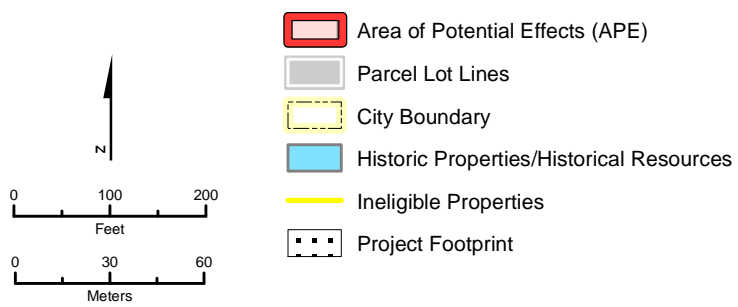 Area of Potential Effects (APE)
Parcel Lot Lines
City Boundary
Historic Properties/Historical Resources
Ineligible Properties
Project Footprint
N
0 100 200
Feet
0 30 60
Meters